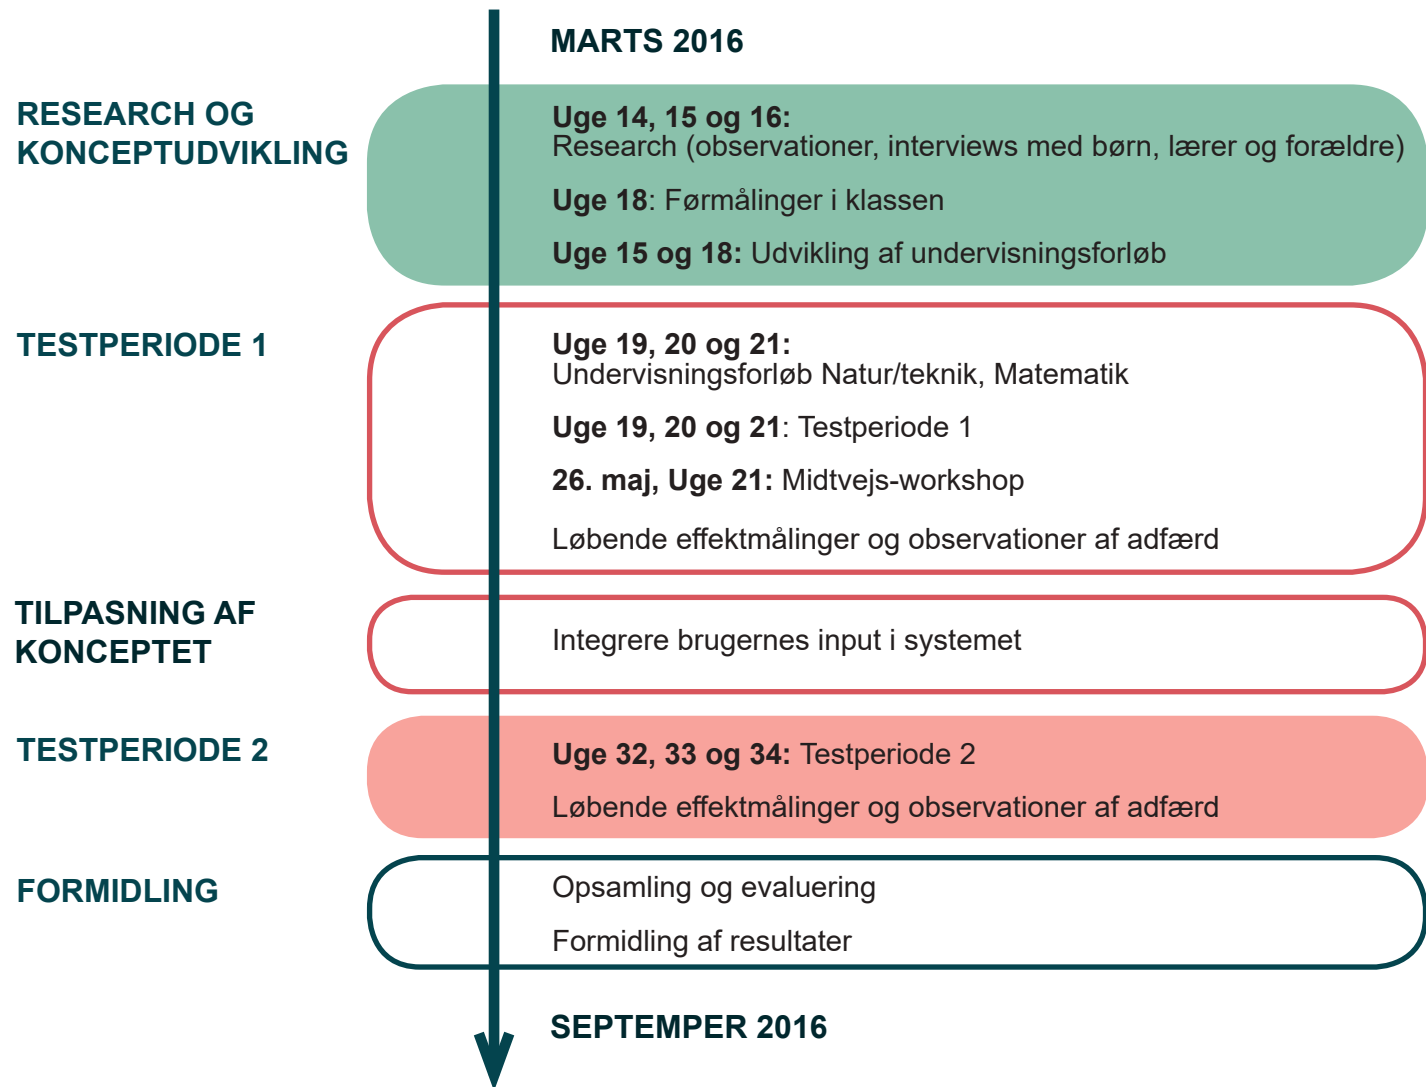 MARTS 2016
RESEARCH OG
KONCEPTUDVIKLING
Uge 14, 15 og 16:
Research (observationer, interviews med børn, lærer og forældre)
Uge 18: Førmålinger i klassen
Uge 15 og 18: Udvikling af undervisningsforløb
TESTPERIODE 1
Uge 19, 20 og 21:
Undervisningsforløb Natur/teknik, Matematik
Uge 19, 20 og 21: Testperiode 1
26. maj, Uge 21: Midtvejs-workshop
Løbende effektmålinger og observationer af adfærd
TILPASNING AF
KONCEPTET
Integrere brugernes input i systemet
TESTPERIODE 2
Uge 32, 33 og 34: Testperiode 2
Løbende effektmålinger og observationer af adfærd
FORMIDLING
Opsamling og evaluering
Formidling af resultater
SEPTEMPER 2016